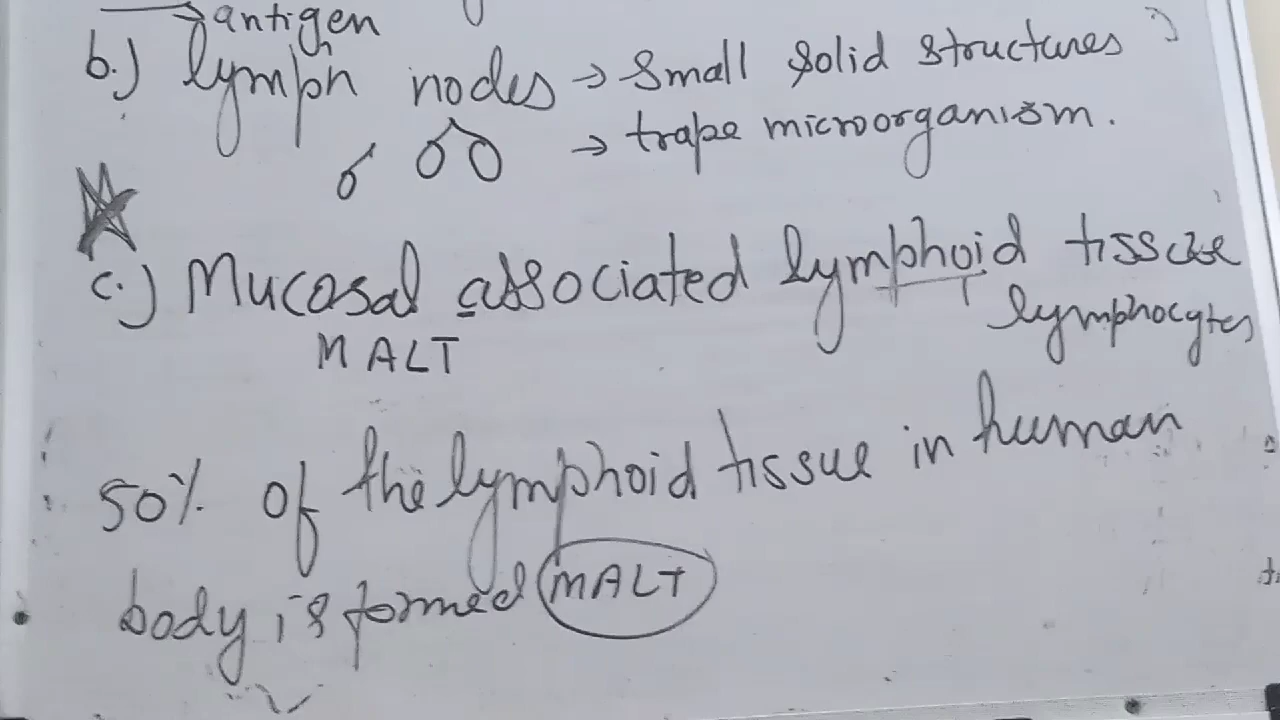 → antigen
b.) lymph nodes → Small solid structures
→ trape microorganism.
c.) Mucosal associated lymphoid tissue
lymphocytes
MALT
50% of the lymphoid tissue in human
body is formed MALT